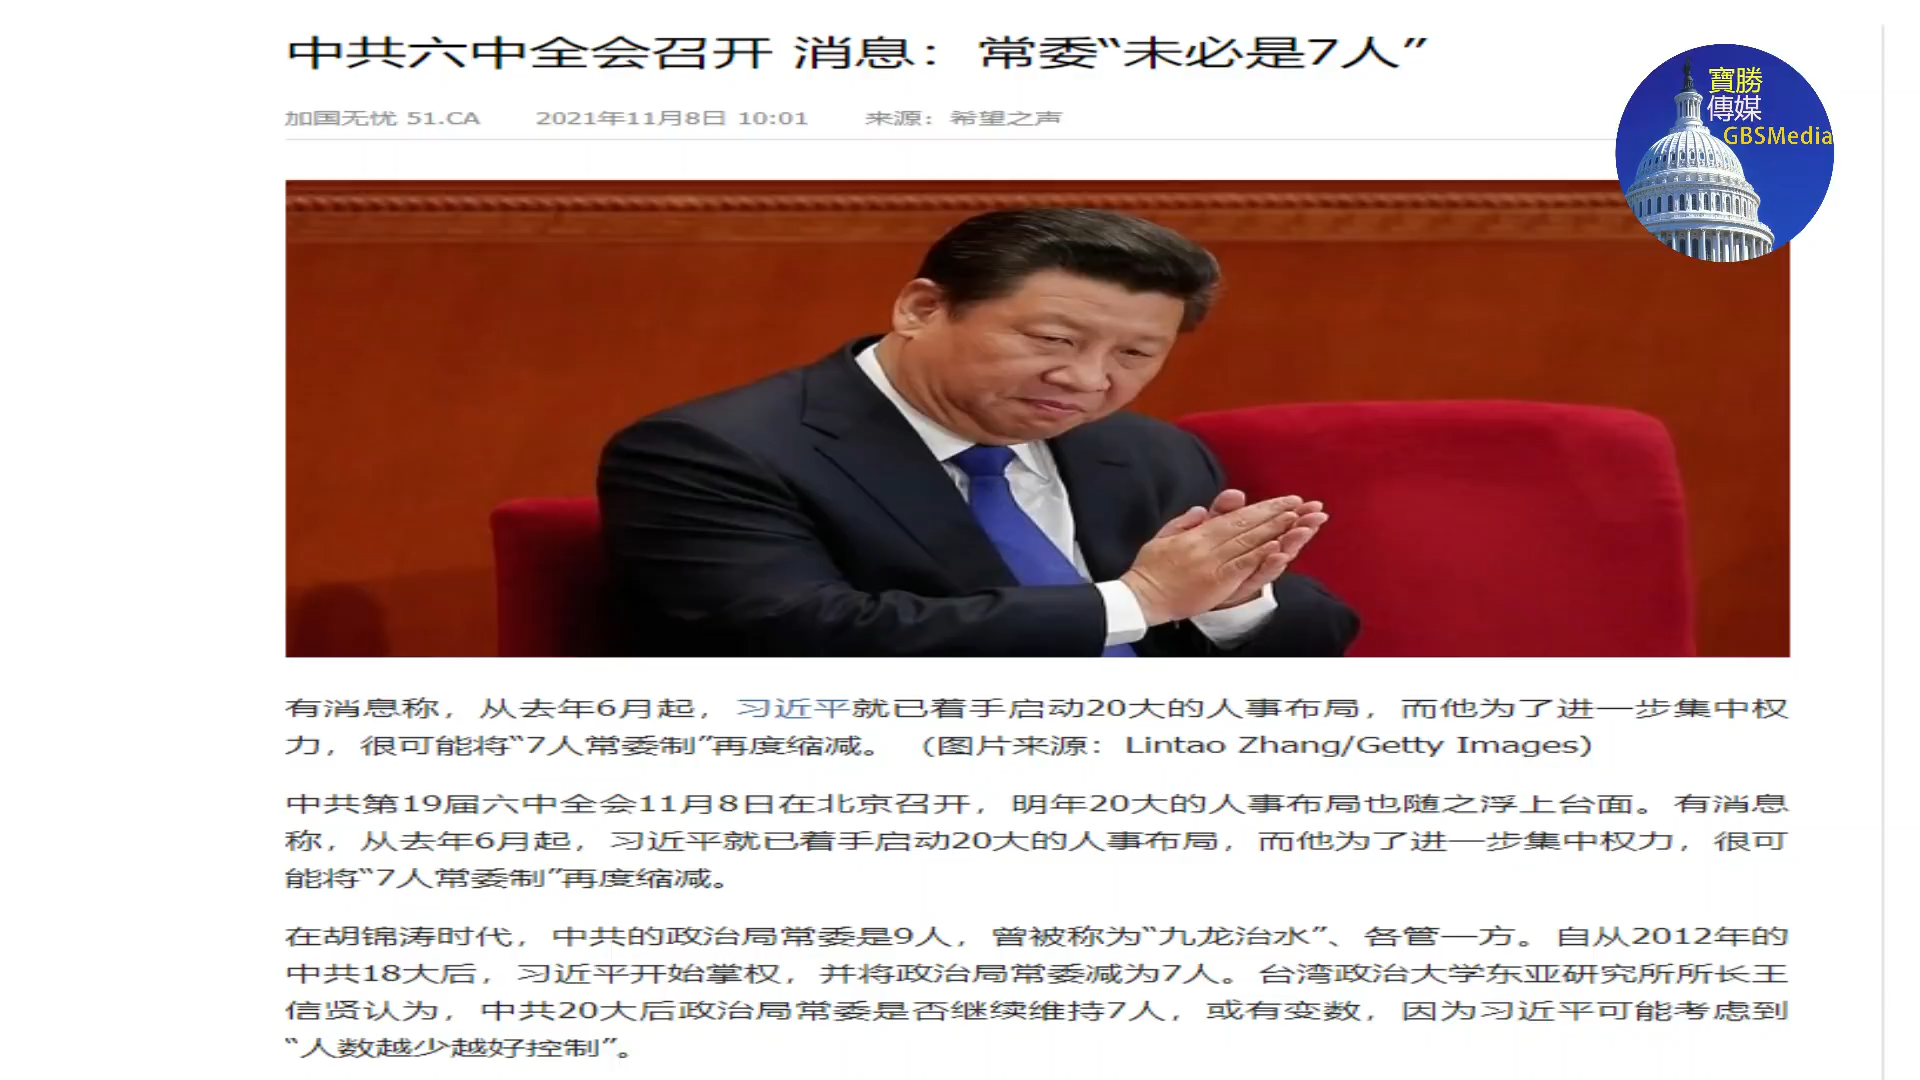 中共六中全会召开 消息：常委“未必是7人”
寶勝
傳媒
GBSMedia
加国无忧 51.CA 2021年11月8日 10:01 来源：希望之声
有消息称，从去年6月起，习近平就已着手启动20大的人事布局，而他为了进一步集中权
力，很可能将“7人常委制”再度缩减。 （图片来源：Lintao Zhang/Getty Images）
中共第19届六中全会11月8日在北京召开，明年20大的人事布局也随之浮上台面。有消息
称，从去年6月起，习近平就已着手启动20大的人事布局，而他为了进一步集中权力，很可
能将“7人常委制”再度缩减。
在胡锦涛时代，中共的政治局常委是9人，曾被称为“九龙治水”、各管一方。自从2012年的
中共18大后，习近平开始掌权，并将政治局常委减为7人。台湾政治大学东亚研究所所长王
信贤认为，中共20大后政治局常委是否继续维持7人，或有变数，因为习近平可能考虑到
“人数越少越好控制”。